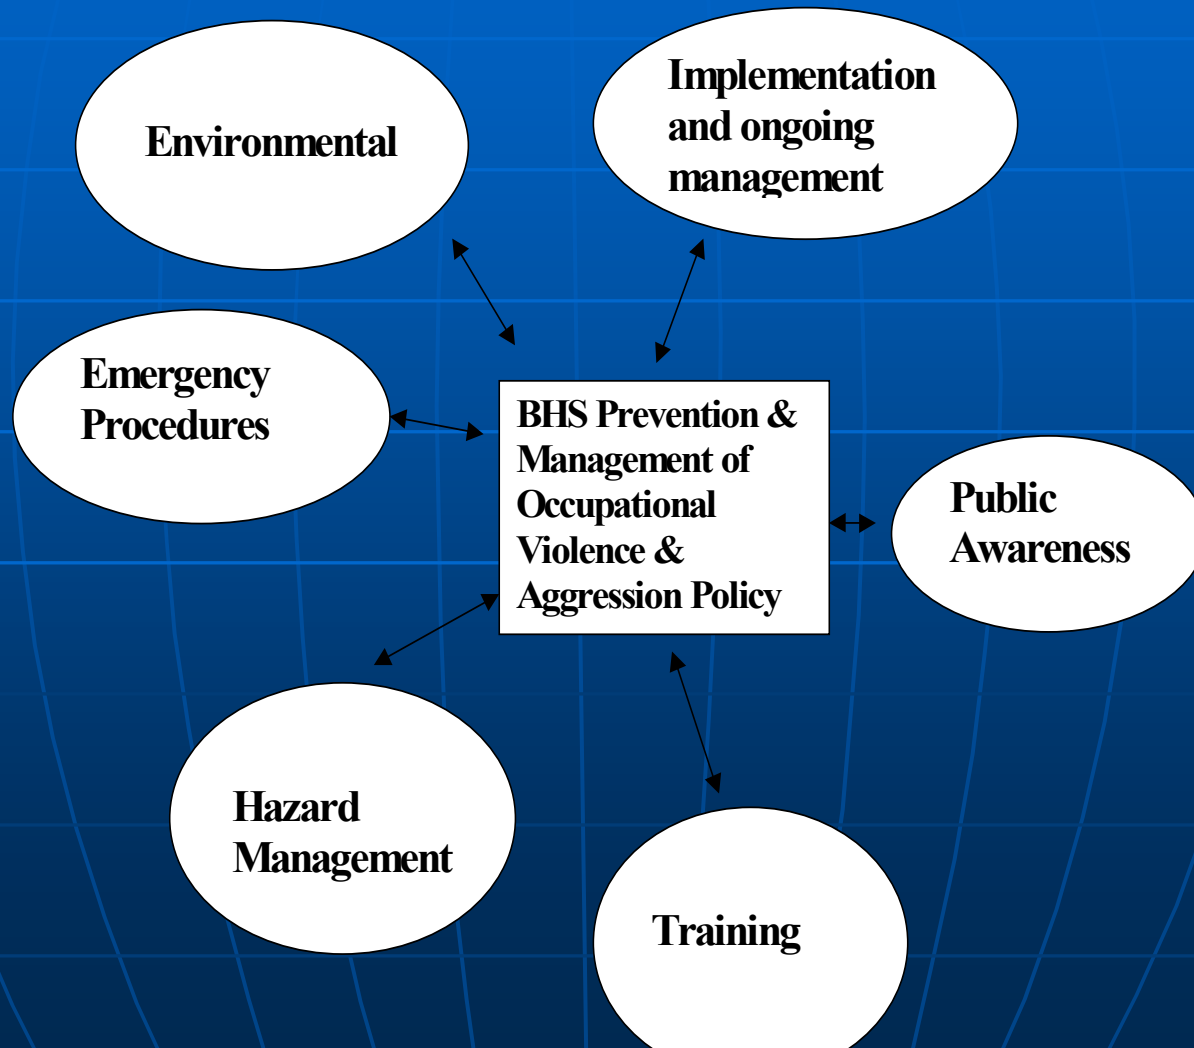 Environmental
Implementation
and ongoing
management
Emergency
Procedures
BHS Prevention &
Management of
Occupational
Violence &
Aggression Policy
Public
Awareness
Hazard
Management
Training